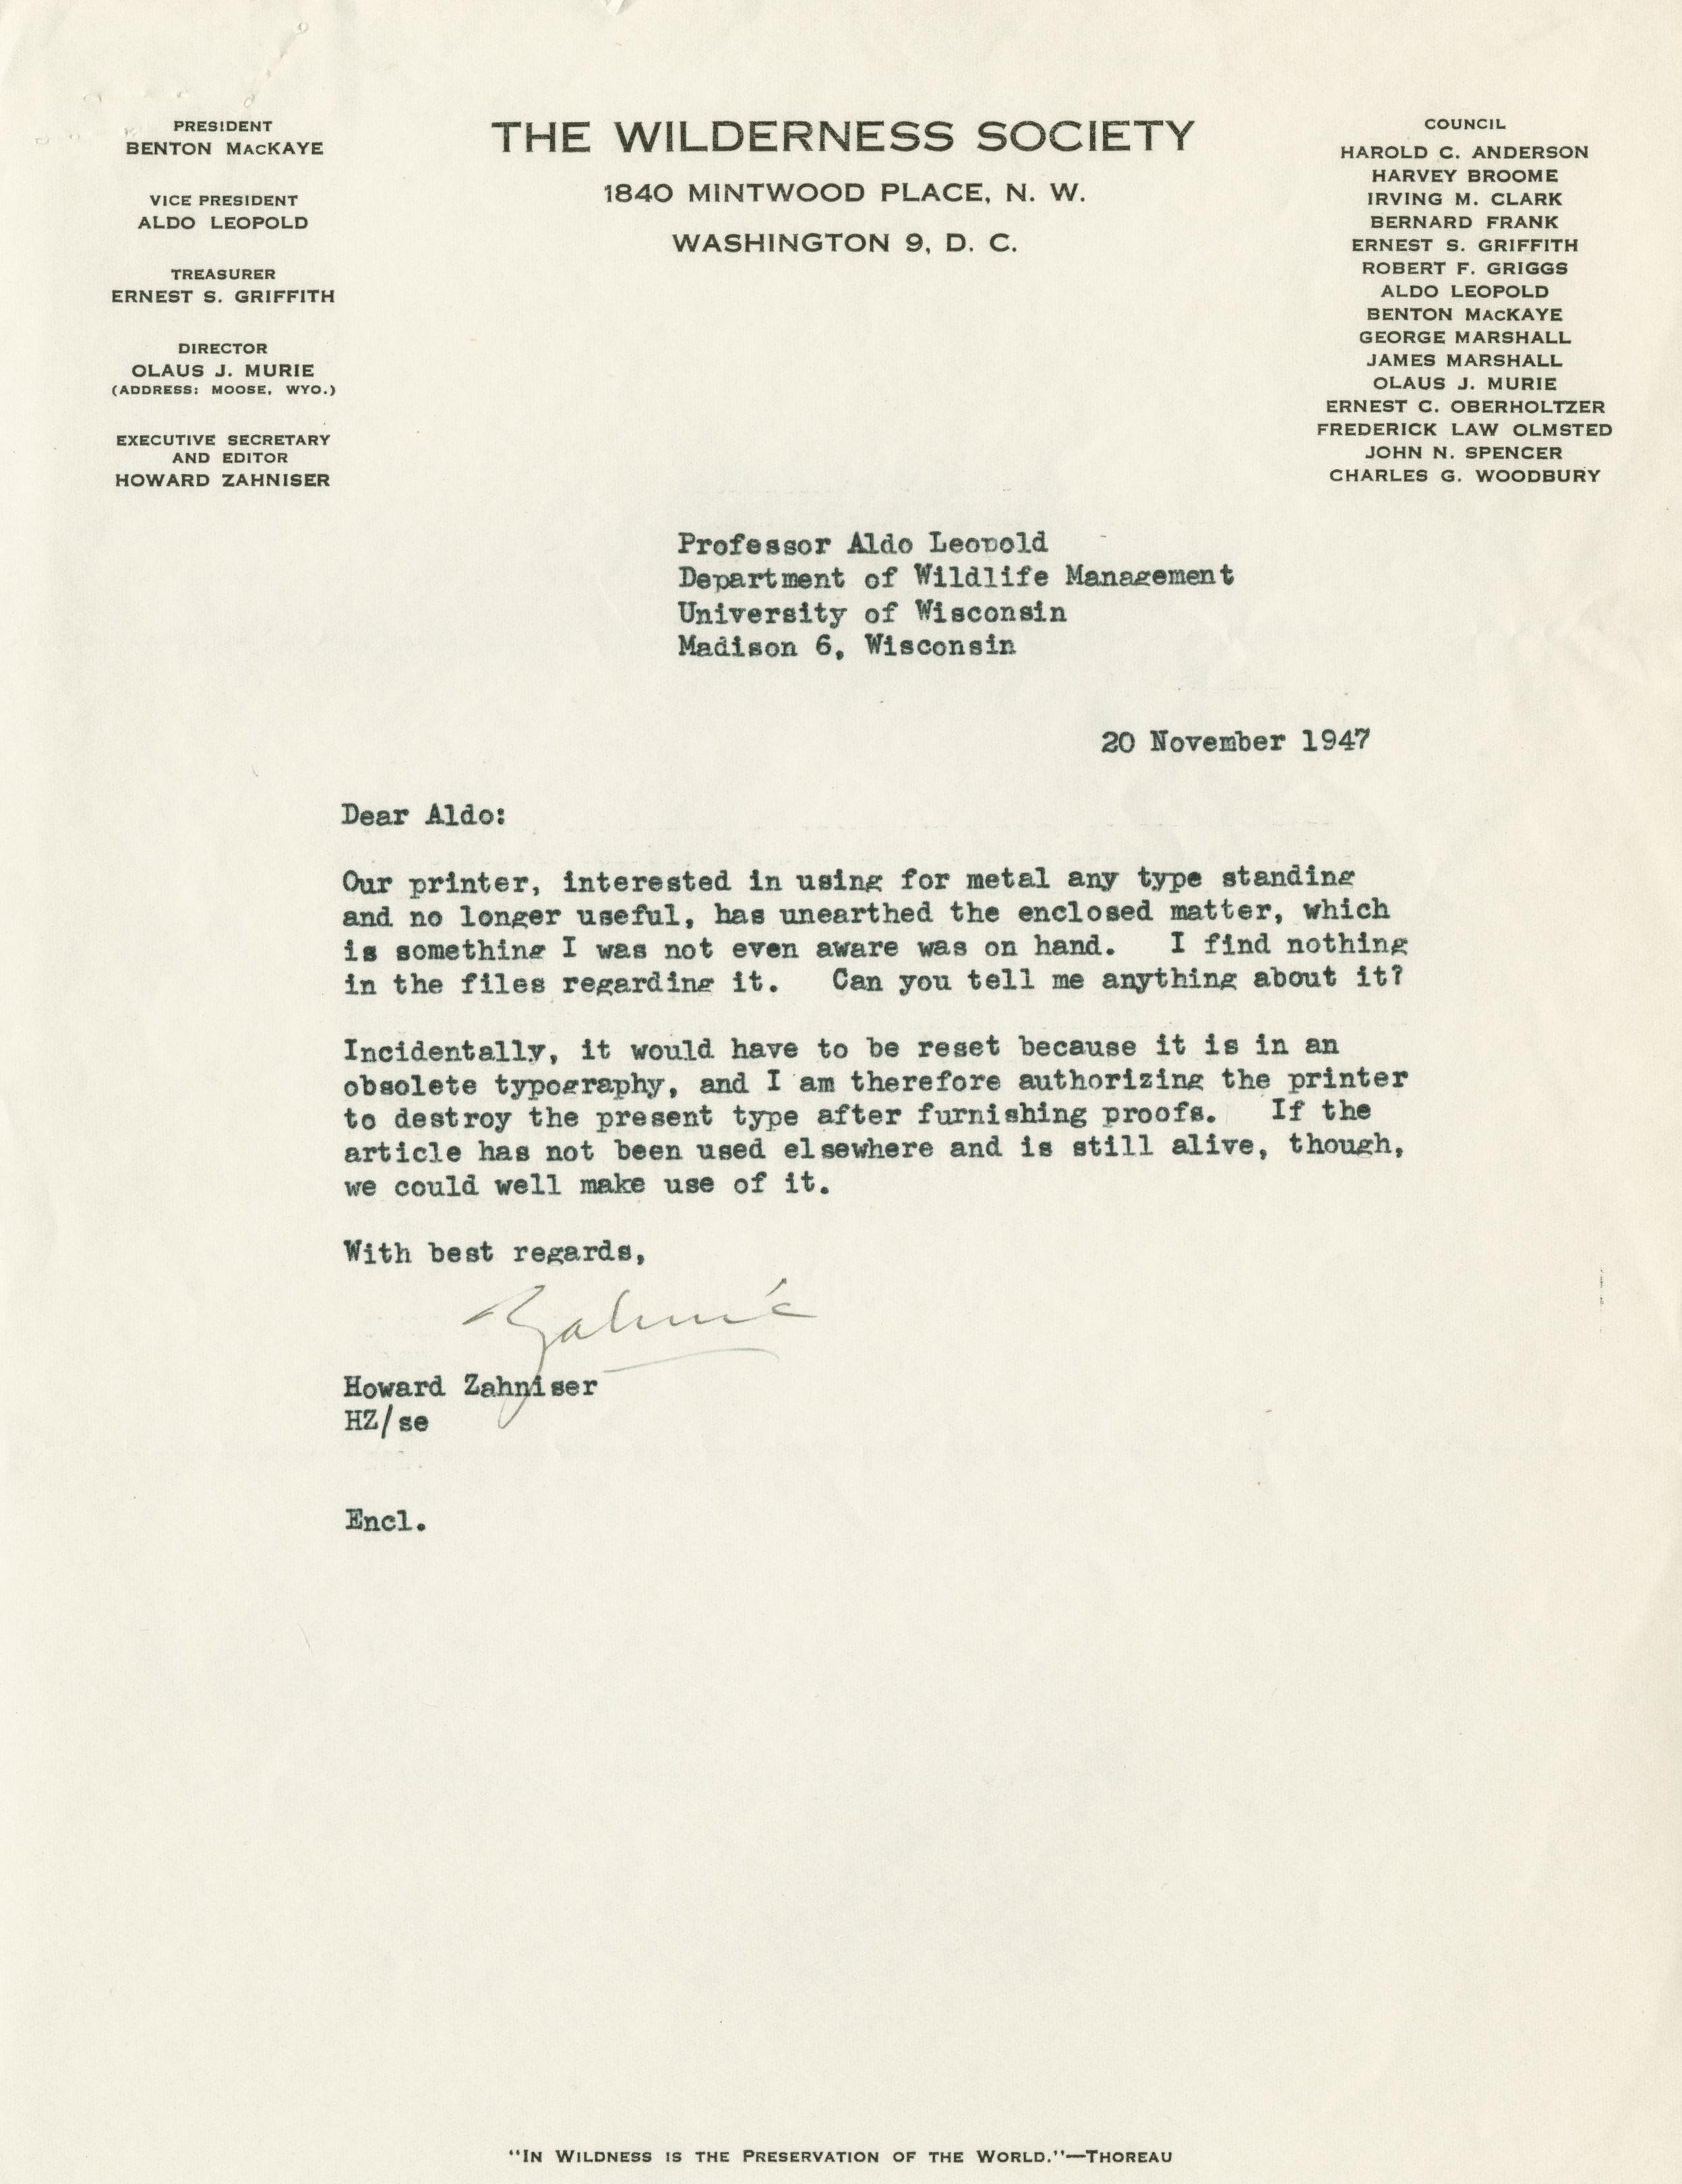 PRESIDENT
BENTON MACKAYE
VICE PRESIDENT
ALDO LEOPOLD
TREASURER
ERNEST S. GRIFFITH
DIRECTOR
OLAUS J. MURIE
(ADDRESS: MOOSE, WYO.)
EXECUTIVE SECRETARY
AND EDITOR
HOWARD ZAHNISER
THE WILDERNESS SOCIETY
1840 MINTWOOD PLACE, N. W.
WASHINGTON 9, D. C.
COUNCIL
HAROLD C. ANDERSON
HARVEY BROOME
IRVING M. CLARK
BERNARD FRANK
ERNEST S. GRIFFITH
ROBERT F. GRIGGS
ALDO LEOPOLD
BENTON MACKAYE
GEORGE MARSHALL
JAMES MARSHALL
OLAUS J. MURIE
ERNEST C. OBERHOLTZER
FREDERICK LAW OLMSTED
JOHN N. SPENCER
CHARLES G. WOODBURY
Professor Aldo Leopold
Department of Wildlife Management
University of Wisconsin
Madison 6, Wisconsin
20 November 1947
Dear Aldo:
Our printer, interested in using for metal any type standing
and no longer useful, has unearthed the enclosed matter, which
is something I was not even aware was on hand. I find nothing
in the files regarding it. Can you tell me anything about it?
Incidentally, it would have to be reset because it is in an
obsolete typography, and I am therefore authorizing the printer
to destroy the present type after furnishing proofs. If the
article has not been used elsewhere and is still alive, though,
we could well make use of it.
With best regards,
Zahnie
Howard Zahniser
HZ/se
Encl.
"IN WILDNESS IS THE PRESERVATION OF THE WORLD."—THOREAU